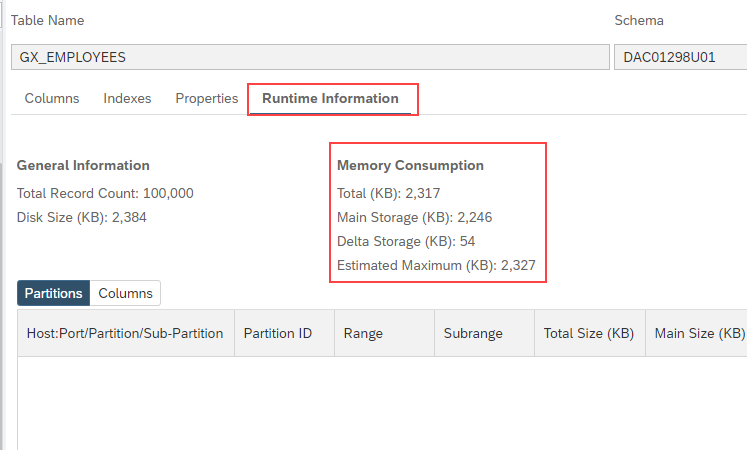 Table Name Schema
GX_EMPLOYEES DAC01298U01
Columns Indexes Properties Runtime Information
General Information Memory Consumption
Total Record Count: 100,000 Total (KB): 2,317
Disk Size (KB): 2,384 Main Storage (KB): 2,246
Delta Storage (KB): 54
Estimated Maximum (KB): 2,327
Partitions Columns
Host:Port/Partition/Sub-Partition Partition ID Range Subrange Total Size (KB) Main Size (KB)